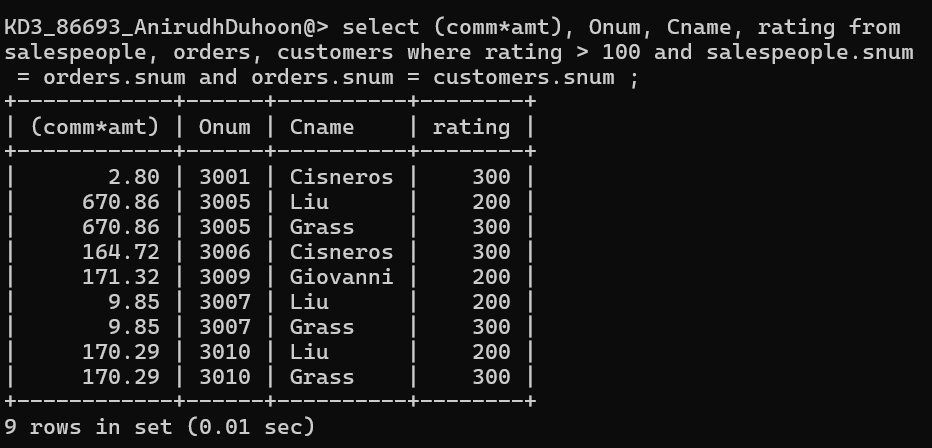 KD3_86693_AnirudhDuhoon@> select (comm*amt), Onum, Cname, rating from
salespeople, orders, customers where rating > 100 and salespeople.snum
 = orders.snum and orders.snum = customers.snum ;
+------------+------+----------+--------+
| (comm*amt) | Onum | Cname    | rating |
+------------+------+----------+--------+
|       2.80 | 3001 | Cisneros |    300 |
|     670.86 | 3005 | Liu      |    200 |
|     670.86 | 3005 | Grass    |    300 |
|     164.72 | 3006 | Cisneros |    300 |
|     171.32 | 3009 | Giovanni |    200 |
|       9.85 | 3007 | Liu      |    200 |
|       9.85 | 3007 | Grass    |    300 |
|     170.29 | 3010 | Liu      |    200 |
|     170.29 | 3010 | Grass    |    300 |
+------------+------+----------+--------+
9 rows in set (0.01 sec)